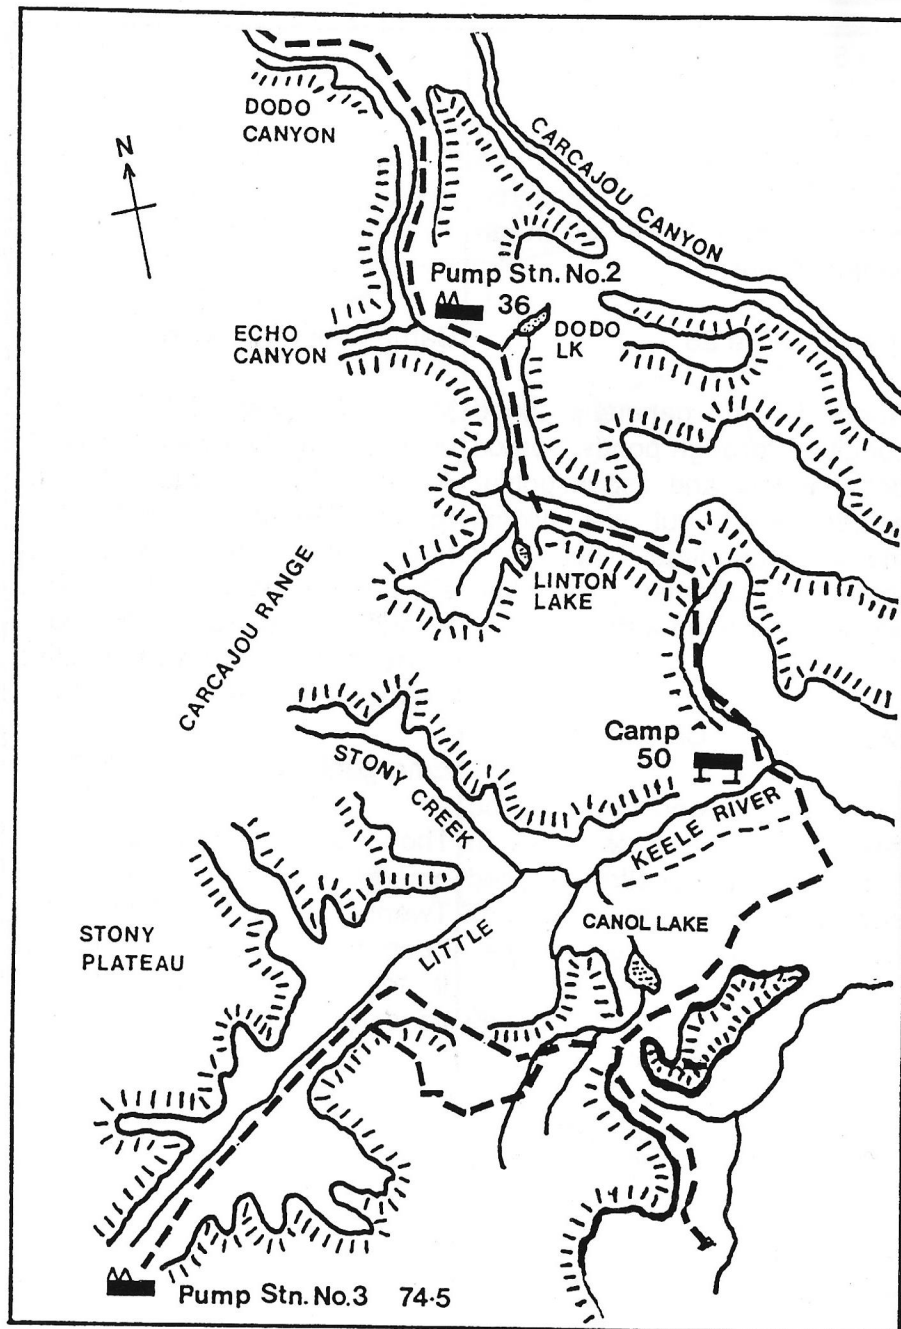 DODO
CANYON
N
CARCAJOU CANYON
Pump Stn. No.2
36
DODO
LK
ECHO
CANYON
LINTON
LAKE
CARCAJOU RANGE
Camp
50
STONY CREEK
KEELE RIVER
CANOL LAKE
STONY
PLATEAU
LITTLE
Pump Stn. No.3 74·5